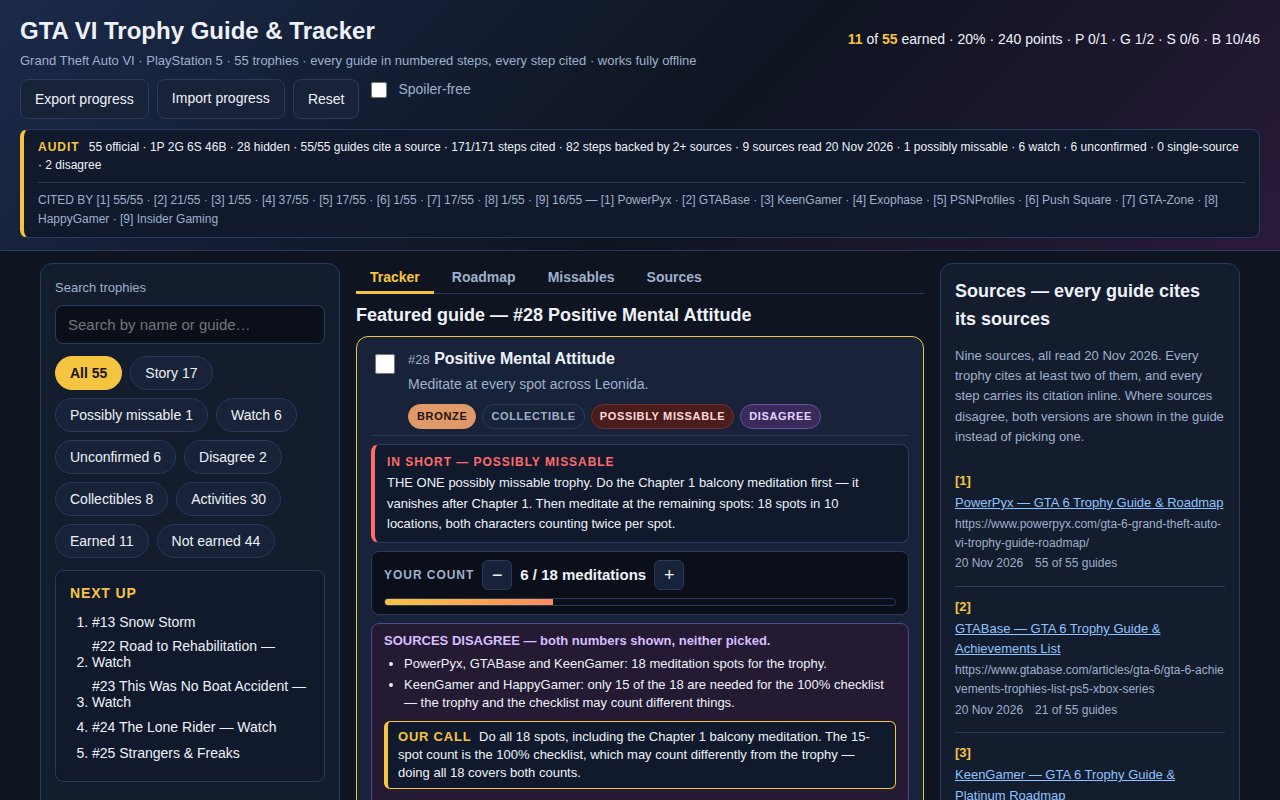 GTA VI Trophy Guide & Tracker
11 of 55 earned · 20% · 240 points · P 0/1 · G 1/2 · S 0/6 · B 10/46
Grand Theft Auto VI · PlayStation 5 · 55 trophies · every guide in numbered steps, every step cited · works fully offline
Export progress
Import progress
Reset
Spoiler-free
AUDIT 55 official · 1P 2G 6S 46B · 28 hidden · 55/55 guides cite a source · 171/171 steps cited · 82 steps backed by 2+ sources · 9 sources read 20 Nov 2026 · 1 possibly missable · 6 watch · 6 unconfirmed · 0 single-source
· 2 disagree
CITED BY [1] 55/55 · [2] 21/55 · [3] 1/55 · [4] 37/55 · [5] 17/55 · [6] 1/55 · [7] 17/55 · [8] 1/55 · [9] 16/55 — [1] PowerPyx · [2] GTABase · [3] KeenGamer · [4] Exophase · [5] PSNProfiles · [6] Push Square · [7] GTA-Zone · [8]
HappyGamer · [9] Insider Gaming
Search trophies
Search by name or guide…
All 55
Story 17
Possibly missable 1
Watch 6
Unconfirmed 6
Disagree 2
Collectibles 8
Activities 30
Earned 11
Not earned 44
NEXT UP
1. #13 Snow Storm
#22 Road to Rehabilitation —
2. Watch
#23 This Was No Boat Accident —
3. Watch
4. #24 The Lone Rider — Watch
5. #25 Strangers & Freaks
Tracker
Roadmap
Missables
Sources
Featured guide — #28 Positive Mental Attitude
#28 Positive Mental Attitude
Meditate at every spot across Leonida.
BRONZE
COLLECTIBLE
POSSIBLY MISSABLE
DISAGREE
IN SHORT — POSSIBLY MISSABLE
THE ONE possibly missable trophy. Do the Chapter 1 balcony meditation first — it
vanishes after Chapter 1. Then meditate at the remaining spots: 18 spots in 10
locations, both characters counting twice per spot.
YOUR COUNT
−
6 / 18 meditations
+
SOURCES DISAGREE — both numbers shown, neither picked.
• PowerPyx, GTABase and KeenGamer: 18 meditation spots for the trophy.
• KeenGamer and HappyGamer: only 15 of the 18 are needed for the 100% checklist
— the trophy and the checklist may count different things.
OUR CALL Do all 18 spots, including the Chapter 1 balcony meditation. The 15-
spot count is the 100% checklist, which may count differently from the trophy —
doing all 18 covers both counts.
Sources — every guide cites
its sources
Nine sources, all read 20 Nov 2026. Every
trophy cites at least two of them, and every
step carries its citation inline. Where sources
disagree, both versions are shown in the guide
instead of picking one.
[1]
PowerPyx — GTA 6 Trophy Guide & Roadmap
https://www.powerpyx.com/gta-6-grand-theft-auto-
vi-trophy-guide-roadmap/
20 Nov 2026 55 of 55 guides
[2]
GTABase — GTA 6 Trophy Guide &
Achievements List
https://www.gtabase.com/articles/gta-6/gta-6-achie
vements-trophies-list-ps5-xbox-series
20 Nov 2026 21 of 55 guides
[3]
KeenGamer — GTA 6 Trophy Guide &
Platinum Roadmap